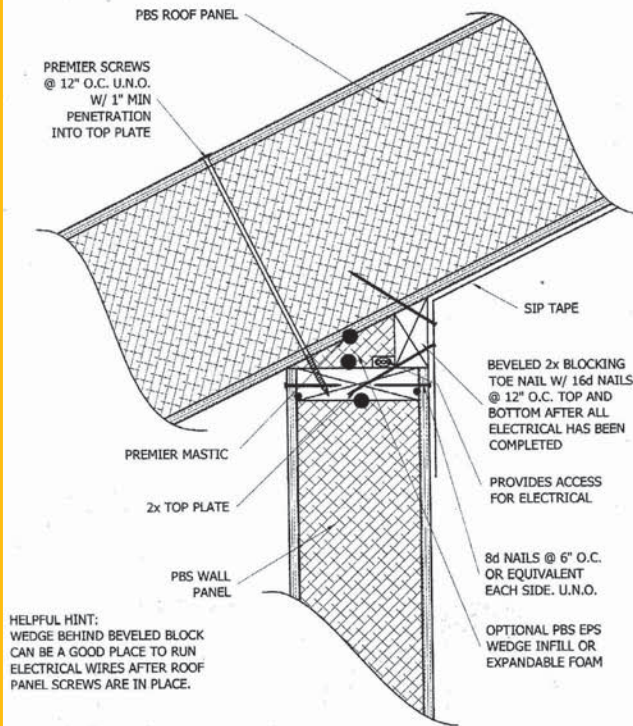 PBS ROOF PANEL
PREMIER SCREWS
@ 12" O.C. U.N.O.
W/ 1" MIN
PENETRATION
INTO TOP PLATE
SIP TAPE
BEVELED 2x BLOCKING
TOE NAIL W/ 16d NAILS
@ 12" O.C. TOP AND
BOTTOM AFTER ALL
ELECTRICAL HAS BEEN
COMPLETED
PREMIER MASTIC
PROVIDES ACCESS
FOR ELECTRICAL
2x TOP PLATE
8d NAILS @ 6" O.C.
OR EQUIVALENT
EACH SIDE. U.N.O.
PBS WALL
PANEL
OPTIONAL PBS EPS
WEDGE INFILL OR
EXPANDABLE FOAM
HELPFUL HINT:
WEDGE BEHIND BEVELED BLOCK
CAN BE A GOOD PLACE TO RUN
ELECTRICAL WIRES AFTER ROOF
PANEL SCREWS ARE IN PLACE.